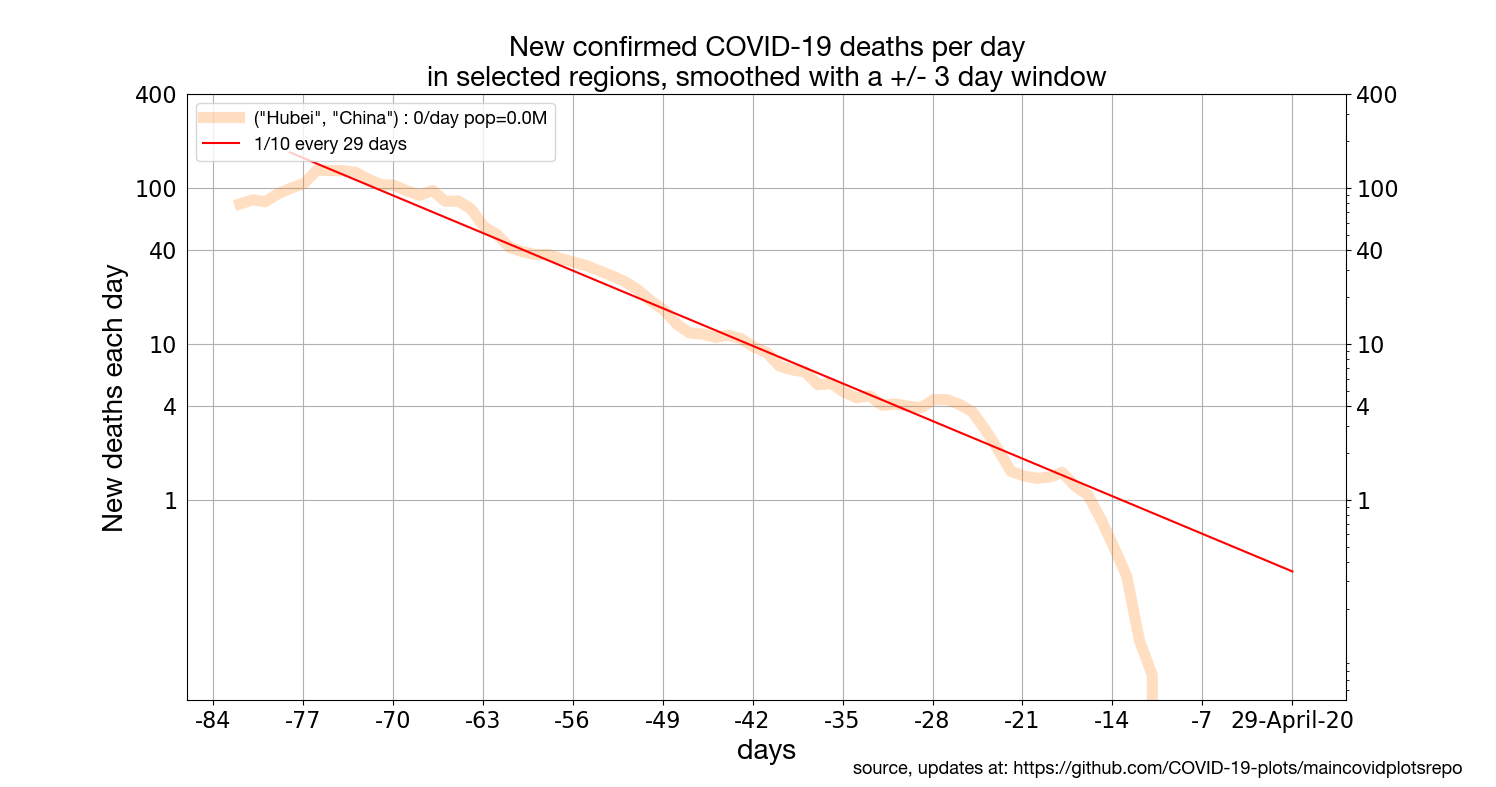 New confirmed COVID-19 deaths per day
in selected regions, smoothed with a +/- 3 day window
400
400
("Hubei", "China") : 0/day pop=0.0M
1/10 every 29 days
100
100
40
40
New deaths each day
10
10
4
4
1
1
-84 -77 -70 -63 -56 -49 -42 -35 -28 -21 -14 -7 29-April-20
days
source, updates at: https://github.com/COVID-19-plots/maincovidplotsrepo